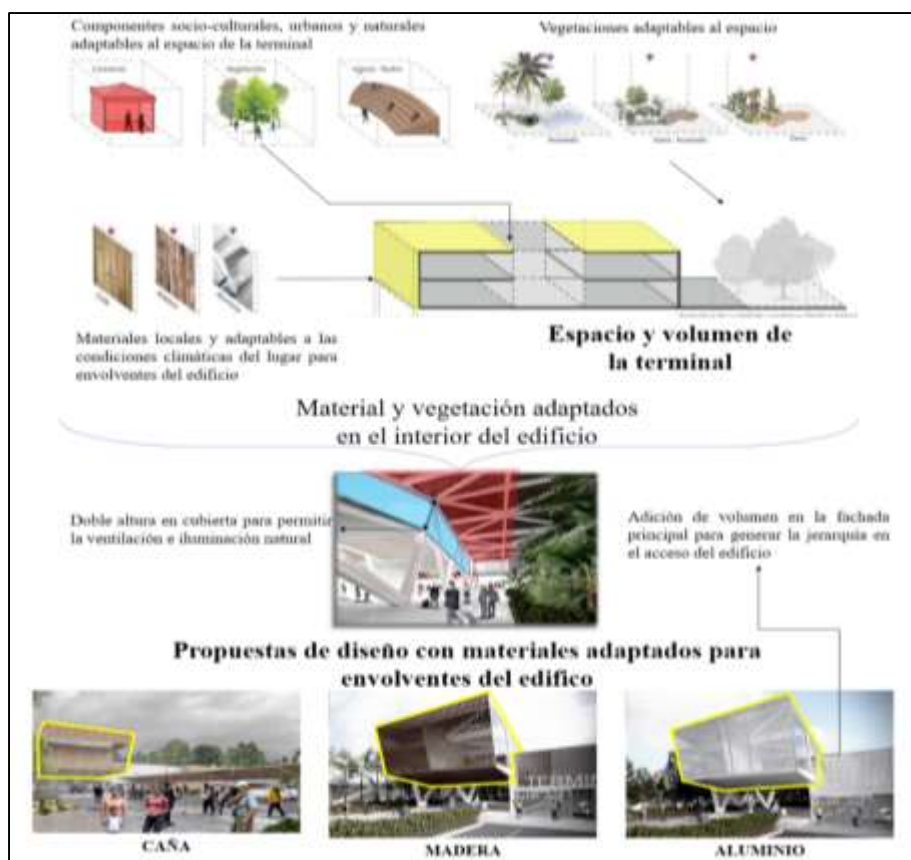 Componentes socio-culturales, urbanos y naturales
adaptables al espacio de la terminal
Vegetaciones adaptables al espacio
Comercio
Vegetación
Materiales locales y adaptables a las
condiciones climáticas del lugar para
envolventes del edificio
Espacio y volumen de
la terminal
Material y vegetación adaptados
en el interior del edificio
Doble altura en cubierta para permitir
la ventilación e iluminación natural
Adición de volumen en la fachada
principal para generar la jerarquía en
el acceso del edificio
Propuestas de diseño con materiales adaptados para
envolventes del edifico
TERMIN
CAÑA
MADERA
ALUMINIO